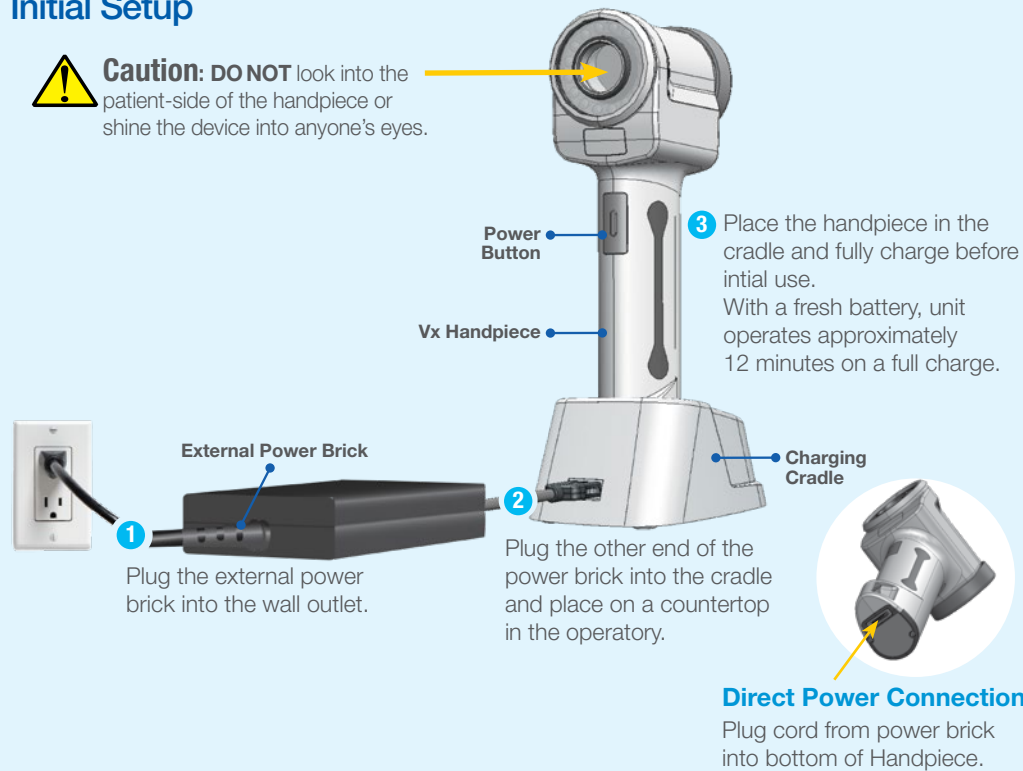 Initial Setup
Caution: DO NOT look into the
patient-side of the handpiece or
shine the device into anyone's eyes.
Power
Button
Vx Handpiece
3 Place the handpiece in the
cradle and fully charge before
intial use.
With a fresh battery, unit
operates approximately
12 minutes on a full charge.
External Power Brick
Charging
Cradle
1
Plug the external power
brick into the wall outlet.
2
Plug the other end of the
power brick into the cradle
and place on a countertop
in the operatory.
Direct Power Connection
Plug cord from power brick
into bottom of Handpiece.